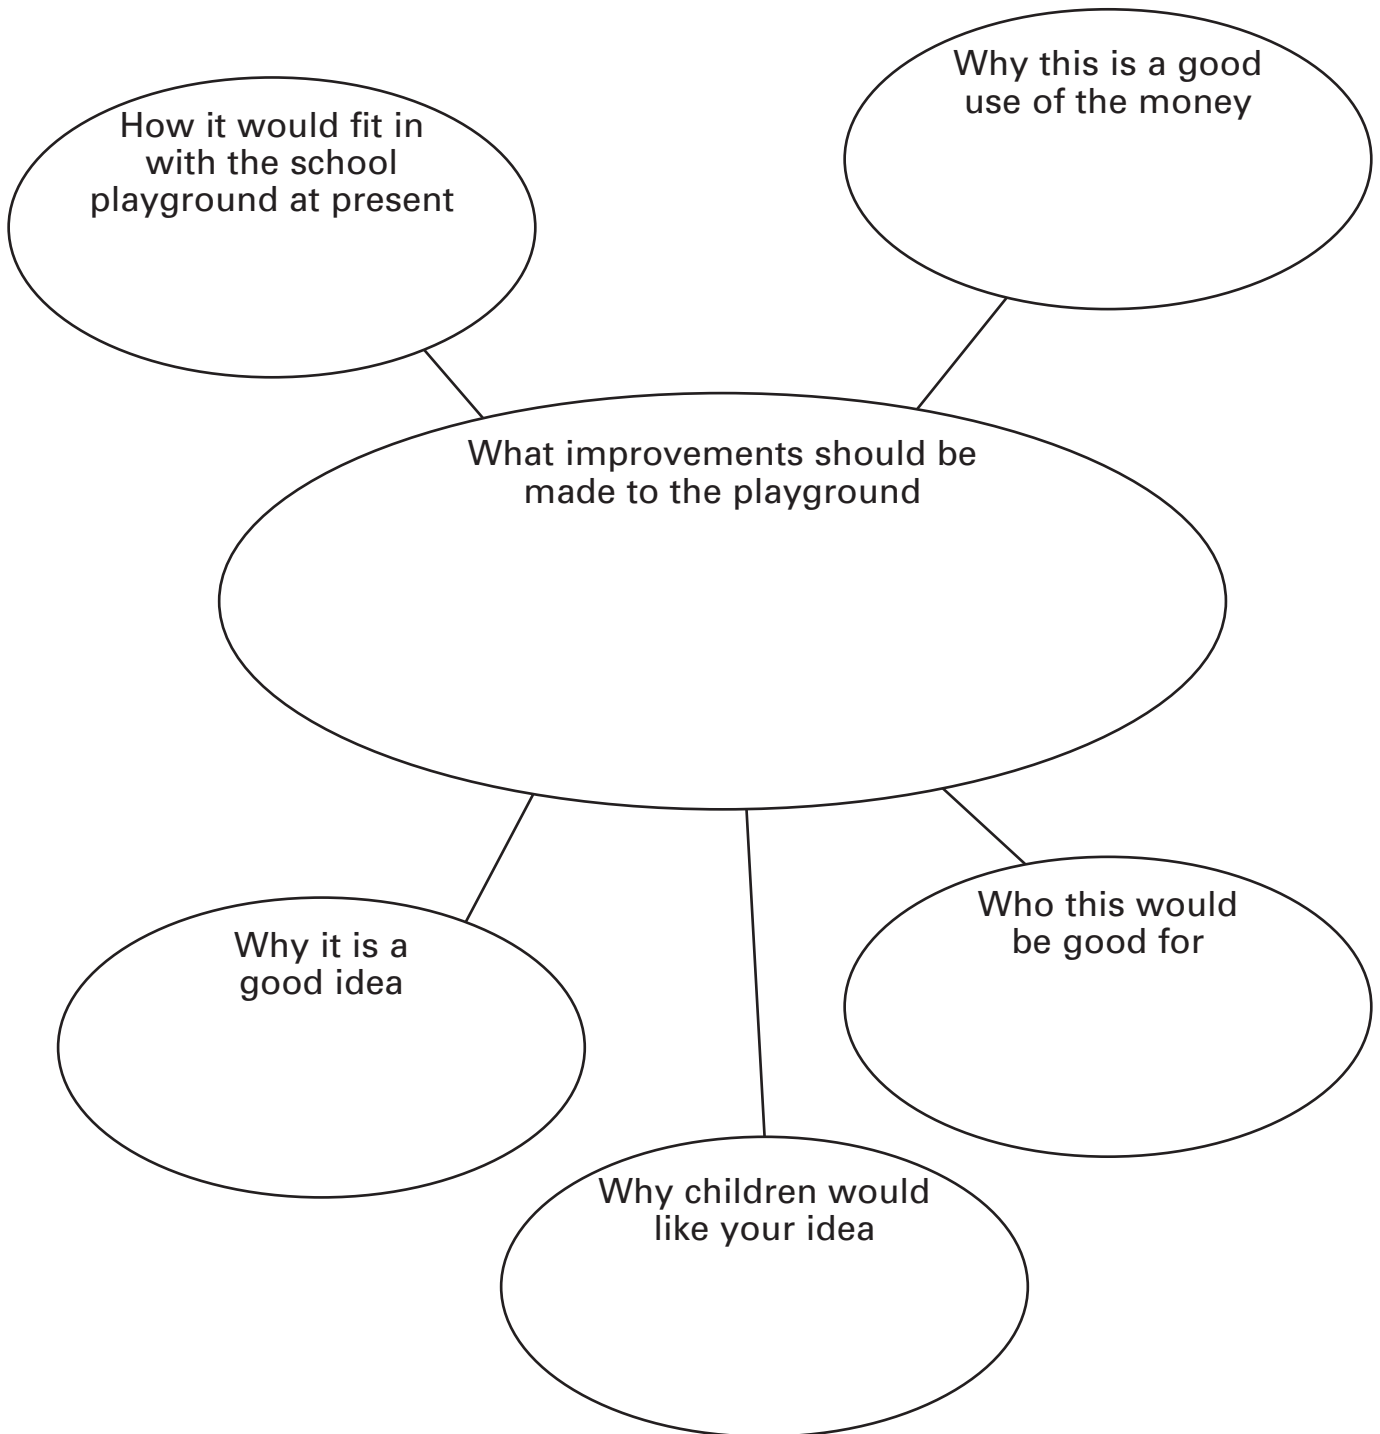 How it would fit in
with the school
playground at present
Why this is a good
use of the money
What improvements should be
made to the playground
Why it is a
good idea
Who this would
be good for
Why children would
like your idea